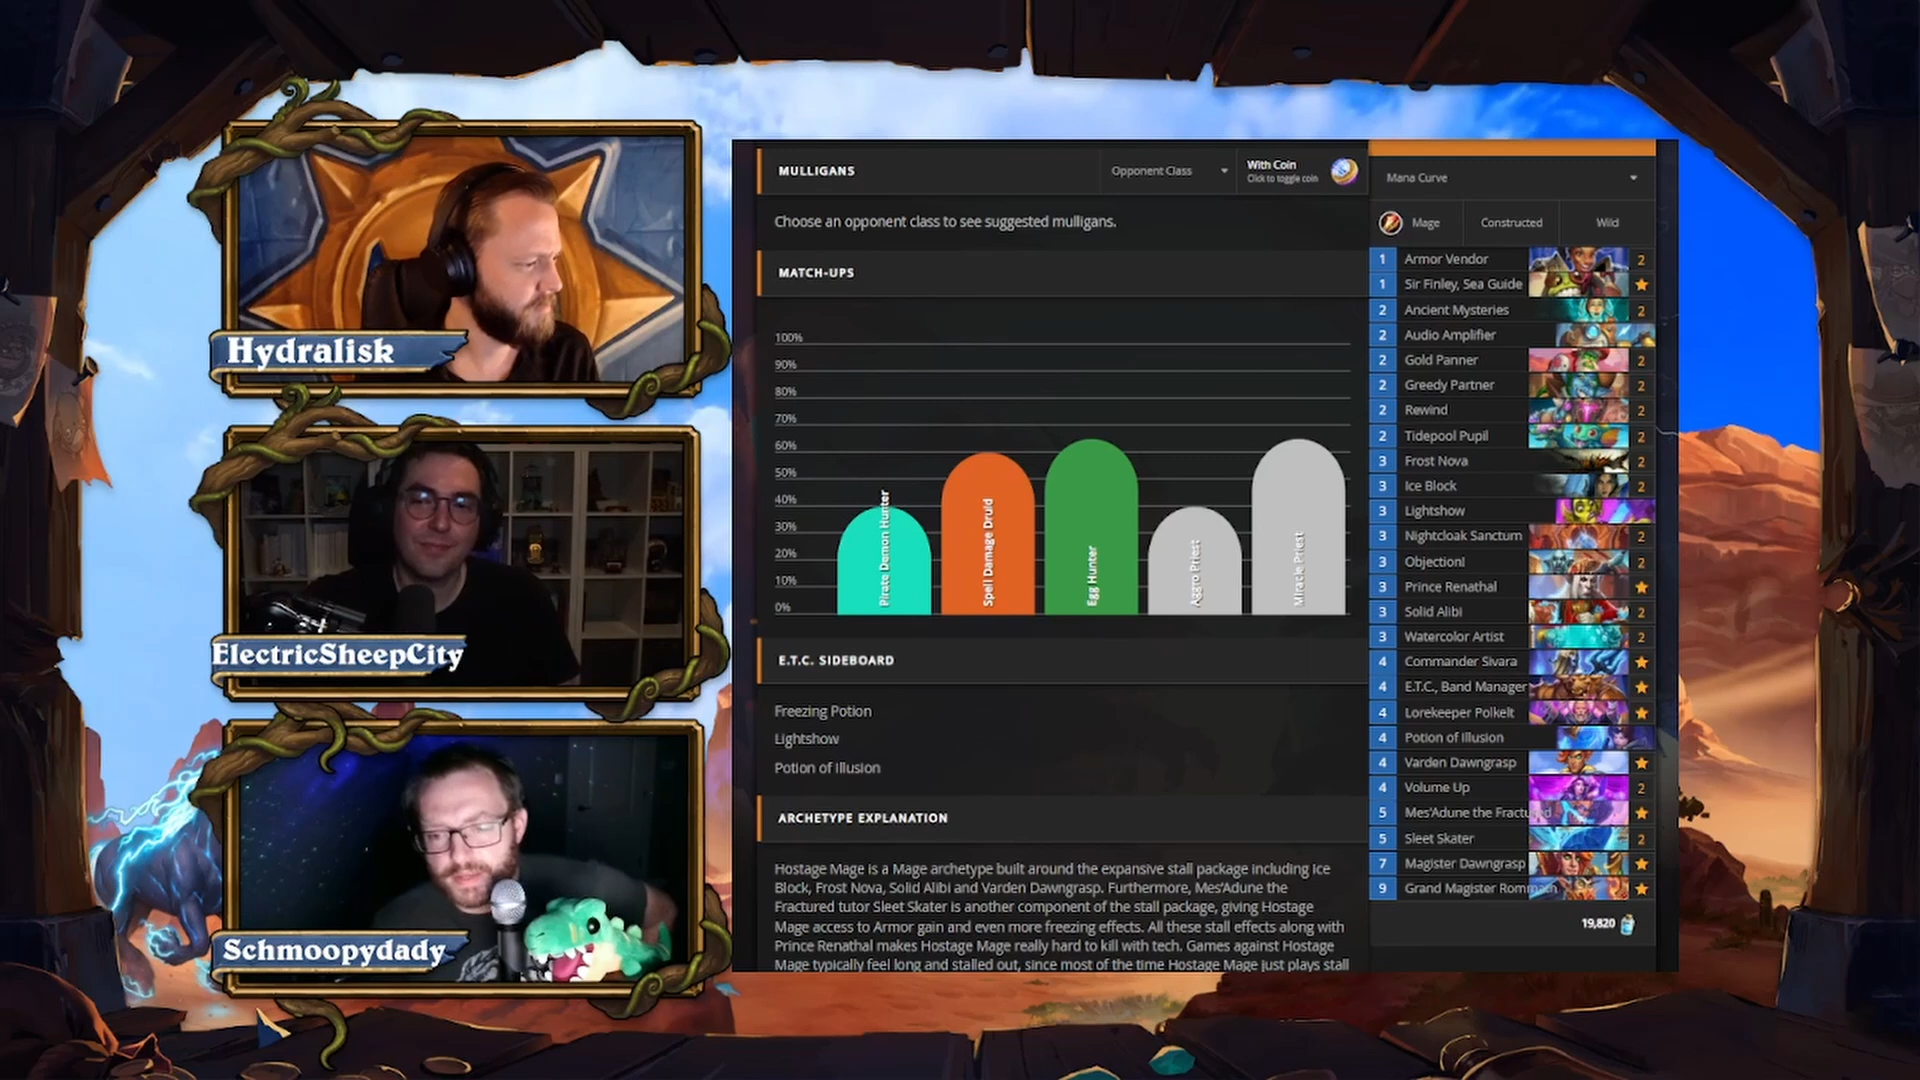 Hydralisk
ElectricSheepCity
Schmoopydady
MULLIGANS
Opponent Class
With Coin
Click to toggle coin
Choose an opponent class to see suggested mulligans.
MATCH-UPS
100%
90%
80%
70%
60%
50%
40%
30%
20%
10%
0%
Pirate Demon Hunter
Spell Damage Druid
Egg Hunter
Aggro Priest
Miracle Priest
E.T.C. SIDEBOARD
Freezing Potion
Lightshow
Potion of Illusion
ARCHETYPE EXPLANATION
Hostage Mage is a Mage archetype built around the expansive stall package including Ice
Block, Frost Nova, Solid Alibi and Varden Dawngrasp. Furthermore, Mes'Adune the
Fractured tutor Sleet Skater is another component of the stall package, giving Hostage
Mage access to Armor gain and even more freezing effects. All these stall effects along with
Prince Renathal makes Hostage Mage really hard to kill with tech. Games against Hostage
Mage typically feel long and stalled out, since most of the time Hostage Mage just plays stall
Mana Curve
Mage Constructed Wild
1 Armor Vendor 2
1 Sir Finley, Sea Guide
2 Ancient Mysteries 2
2 Audio Amplifier 2
2 Gold Panner 2
2 Greedy Partner 2
2 Rewind 2
2 Tidepool Pupil 2
3 Frost Nova 2
3 Ice Block 2
3 Lightshow 2
3 Nightcloak Sanctum 2
3 Objection! 2
3 Prince Renathal
3 Solid Alibi 2
3 Watercolor Artist 2
4 Commander Sivara
4 E.T.C., Band Manager
4 Lorekeeper Polkelt
4 Potion of Illusion 2
4 Varden Dawngrasp
4 Volume Up 2
5 Mes'Adune the Fractured
5 Sleet Skater 2
7 Magister Dawngrasp
9 Grand Magister Rommath
19,820